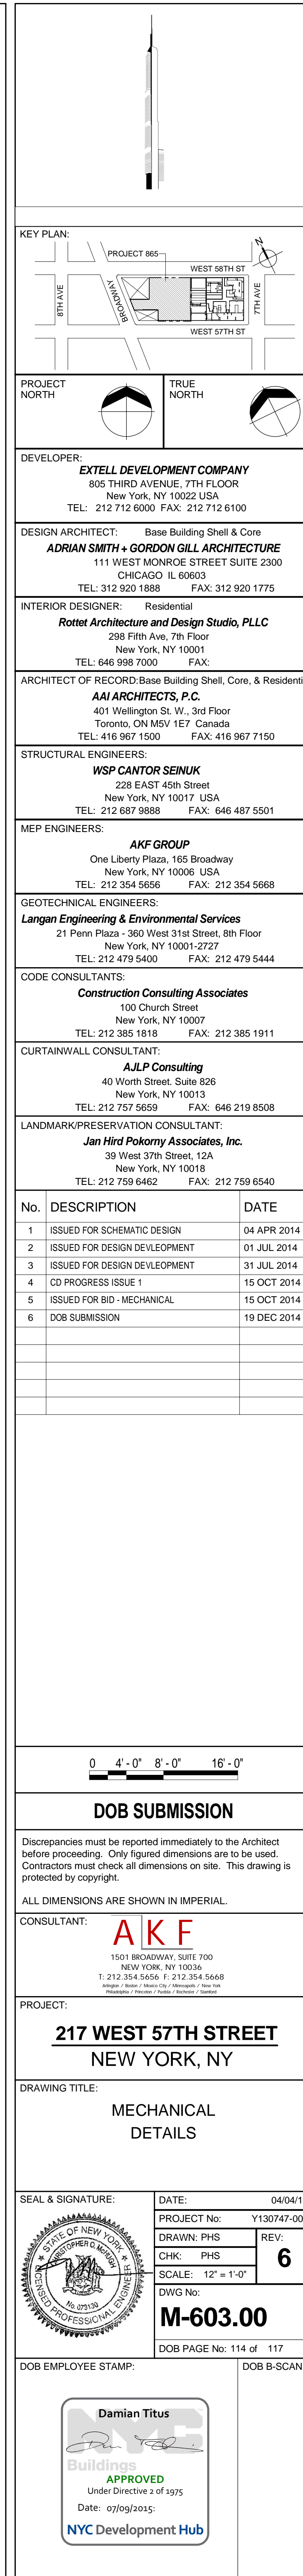 KEY PLAN:
PROJECT 865
N
WEST 58TH ST
8TH AVE
BROADWAY
7TH AVE
WEST 57TH ST
PROJECT NORTH
TRUE NORTH
DEVELOPER:
EXTELL DEVELOPMENT COMPANY
805 THIRD AVENUE, 7TH FLOOR
New York, NY 10022 USA
TEL: 212 712 6000 FAX: 212 712 6100
DESIGN ARCHITECT: Base Building Shell & Core
ADRIAN SMITH + GORDON GILL ARCHITECTURE
111 WEST MONROE STREET SUITE 2300
CHICAGO IL 60603
TEL: 312 920 1888 FAX: 312 920 1775
INTERIOR DESIGNER: Residential
Rottet Architecture and Design Studio, PLLC
298 Fifth Ave, 7th Floor
New York, NY 10001
TEL: 646 998 7000 FAX:
ARCHITECT OF RECORD:Base Building Shell, Core, & Residenti
AAI ARCHITECTS, P.C.
401 Wellington St. W., 3rd Floor
Toronto, ON M5V 1E7 Canada
TEL: 416 967 1500 FAX: 416 967 7150
STRUCTURAL ENGINEERS:
WSP CANTOR SEINUK
228 EAST 45th Street
New York, NY 10017 USA
TEL: 212 687 9888 FAX: 646 487 5501
MEP ENGINEERS:
AKF GROUP
One Liberty Plaza, 165 Broadway
New York, NY 10006 USA
TEL: 212 354 5656 FAX: 212 354 5668
GEOTECHNICAL ENGINEERS:
Langan Engineering & Environmental Services
21 Penn Plaza - 360 West 31st Street, 8th Floor
New York, NY 10001-2727
TEL: 212 479 5400 FAX: 212 479 5444
CODE CONSULTANTS:
Construction Consulting Associates
100 Church Street
New York, NY 10007
TEL: 212 385 1818 FAX: 212 385 1911
CURTAINWALL CONSULTANT:
AJLP Consulting
40 Worth Street. Suite 826
New York, NY 10013
TEL: 212 757 5659 FAX: 646 219 8508
LANDMARK/PRESERVATION CONSULTANT:
Jan Hird Pokorny Associates, Inc.
39 West 37th Street, 12A
New York, NY 10018
TEL: 212 759 6462 FAX: 212 759 6540
No. DESCRIPTION DATE
1 ISSUED FOR SCHEMATIC DESIGN 04 APR 2014
2 ISSUED FOR DESIGN DEVLEOPMENT 01 JUL 2014
3 ISSUED FOR DESIGN DEVLEOPMENT 31 JUL 2014
4 CD PROGRESS ISSUE 1 15 OCT 2014
5 ISSUED FOR BID - MECHANICAL 15 OCT 2014
6 DOB SUBMISSION 19 DEC 2014
0 4' - 0" 8' - 0" 16' - 0"
DOB SUBMISSION
Discrepancies must be reported immediately to the Architect
before proceeding. Only figured dimensions are to be used.
Contractors must check all dimensions on site. This drawing is
protected by copyright.
ALL DIMENSIONS ARE SHOWN IN IMPERIAL.
CONSULTANT:
AKF
1501 BROADWAY, SUITE 700
NEW YORK, NY 10036
T: 212.354.5656 F: 212.354.5668
Arlington / Boston / Mexico City / Minneapolis / New York
Philadelphia / Princeton / Puebla / Rochester / Stamford
PROJECT:
217 WEST 57TH STREET
NEW YORK, NY
DRAWING TITLE:
MECHANICAL
DETAILS
SEAL & SIGNATURE:
STATE OF NEW YORK
No. 073130
LICENSED PROFESSIONAL ENGINEER
DATE: 04/04/1
PROJECT No: Y130747-00
DRAWN: PHS
CHK: PHS
REV: 6
SCALE: 12" = 1'-0"
DWG No:
M-603.00
DOB PAGE No: 114 of 117
DOB EMPLOYEE STAMP:
DOB B-SCAN
Damian Titus
NYC
Buildings
APPROVED
Under Directive 2 of 1975
Date: 07/09/2015:
NYC Development Hub